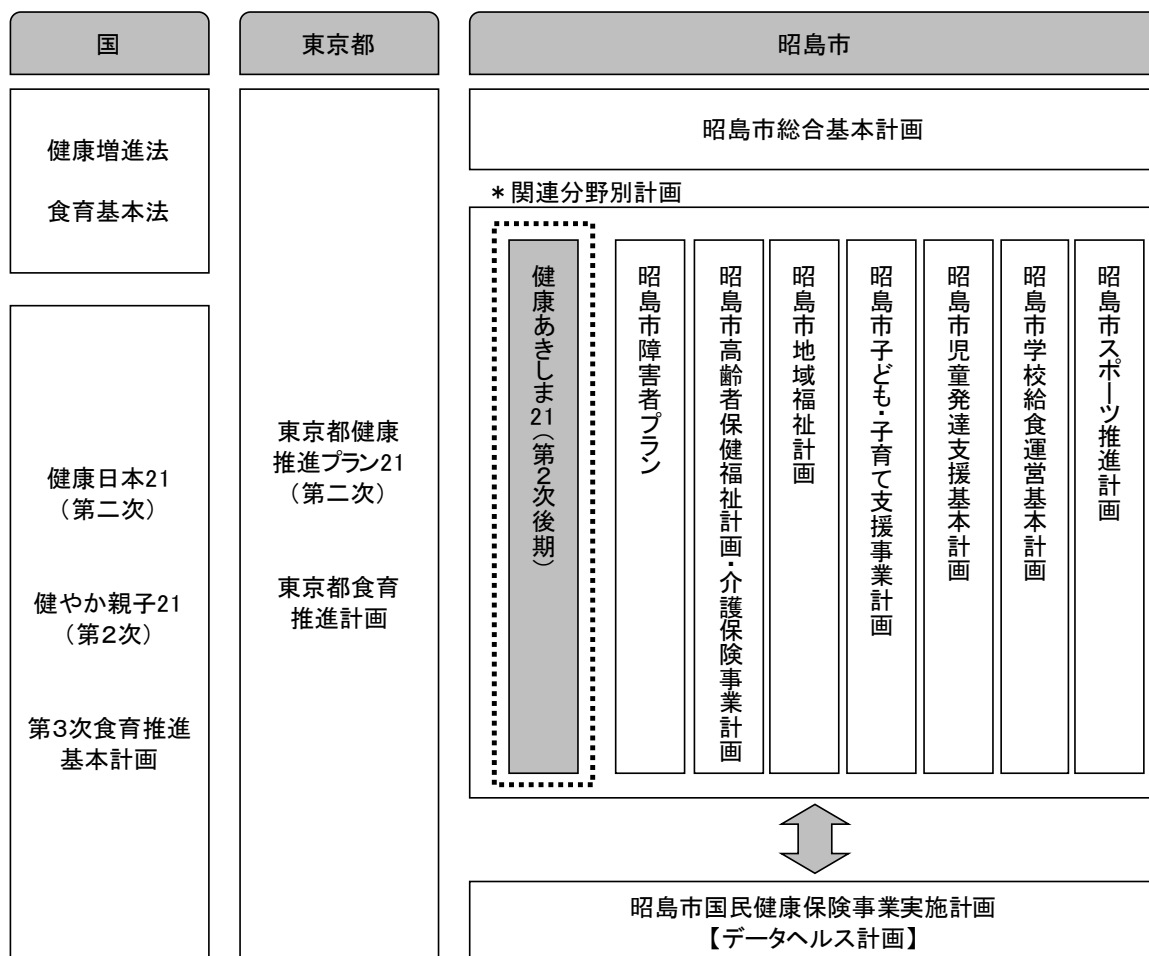 国
東京都
昭島市
健康増進法
食育基本法
健康日本21
（第二次）
健やか親子21
（第２次）
第３次食育推進
基本計画
東京都健康
推進プラン21
（第二次）
東京都食育
推進計画
昭島市総合基本計画
＊関連分野別計画
健康あきしま21（第２次後期）
昭島市障害者プラン
昭島市高齢者保健福祉計画・介護保険事業計画
昭島市地域福祉計画
昭島市子ども・子育て支援事業計画
昭島市児童発達支援基本計画
昭島市学校給食運営基本計画
昭島市スポーツ推進計画
昭島市国民健康保険事業実施計画
【データヘルス計画】